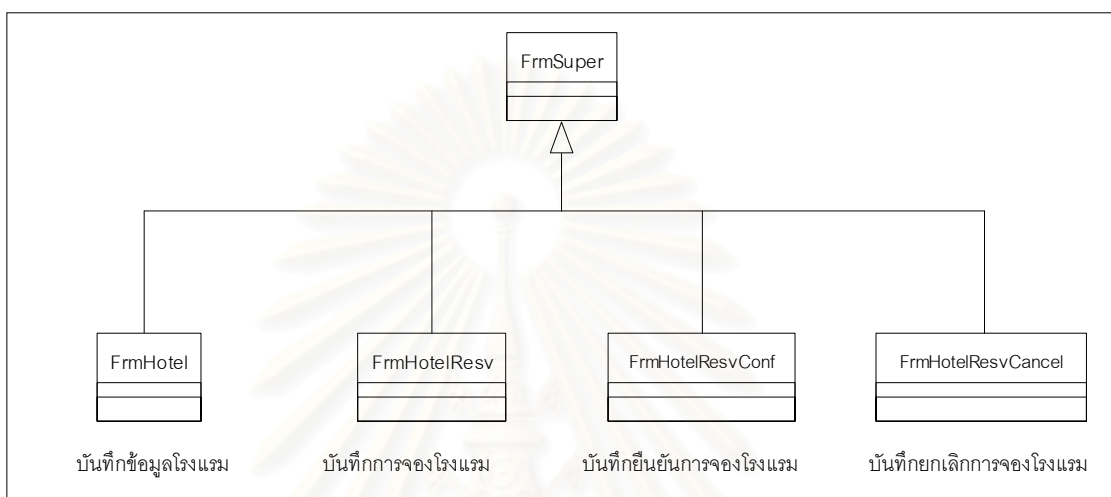 FrmSuper
FrmHotel
FrmHotelResv
FrmHotelResvConf
FrmHotelResvCancel
บันทึกข้อมูลโรงแรม
บันทึกการจองโรงแรม
บันทึกยืนยันการจองโรงแรม
บันทึกยกเลิกการจองโรงแรม